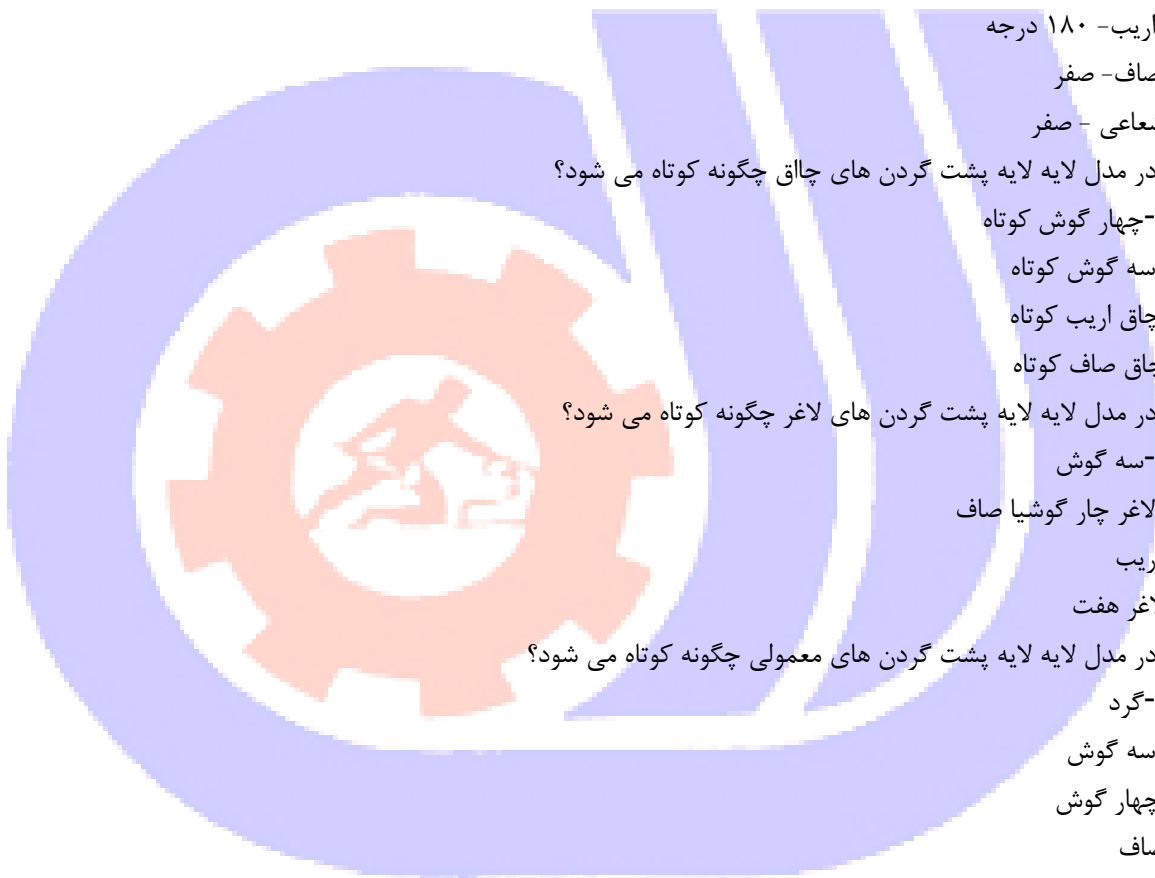 اریب- ۱۸۰ درجه
صاف- صفر
شعاعی - صفر
در مدل لایه لایه پشت گردن های چااق چگونه کوتاه می شود؟
-چهار گوش کوتاه
سه گوش کوتاه
چاق اریب کوتاه
چاق صاف کوتاه
در مدل لایه لایه پشت گردن های لاغر چگونه کوتاه می شود؟
-سه گوش
لاغر چار گوشیا صاف
ریب
لاغر هفت
در مدل لایه لایه پشت گردن های معمولی چگونه کوتاه می شود؟
-گرد
سه گوش
چهار گوش
صاف